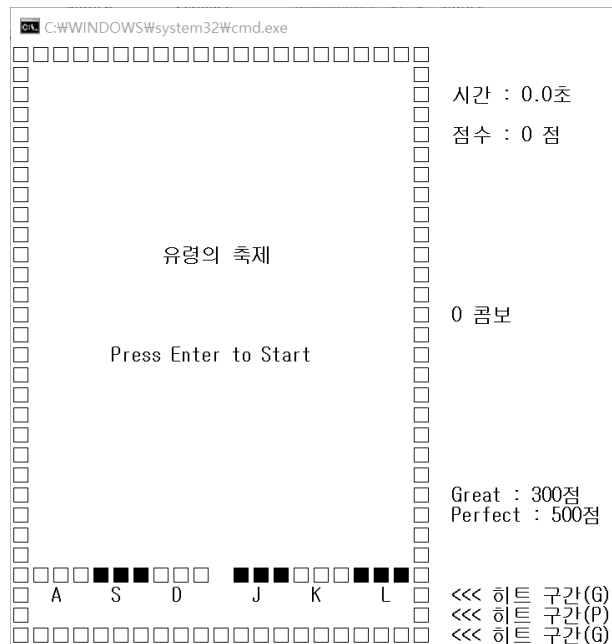 C:₩WINDOWS₩system32₩cmd.exe
시간 : 0.0초
점수 : 0 점
유령의 축제
0 콤보
Press Enter to Start
Great : 300점
Perfect : 500점
A S D J K L
<<< 히트 구간(G)
<<< 히트 구간(P)
<<< 히트 구간(G)